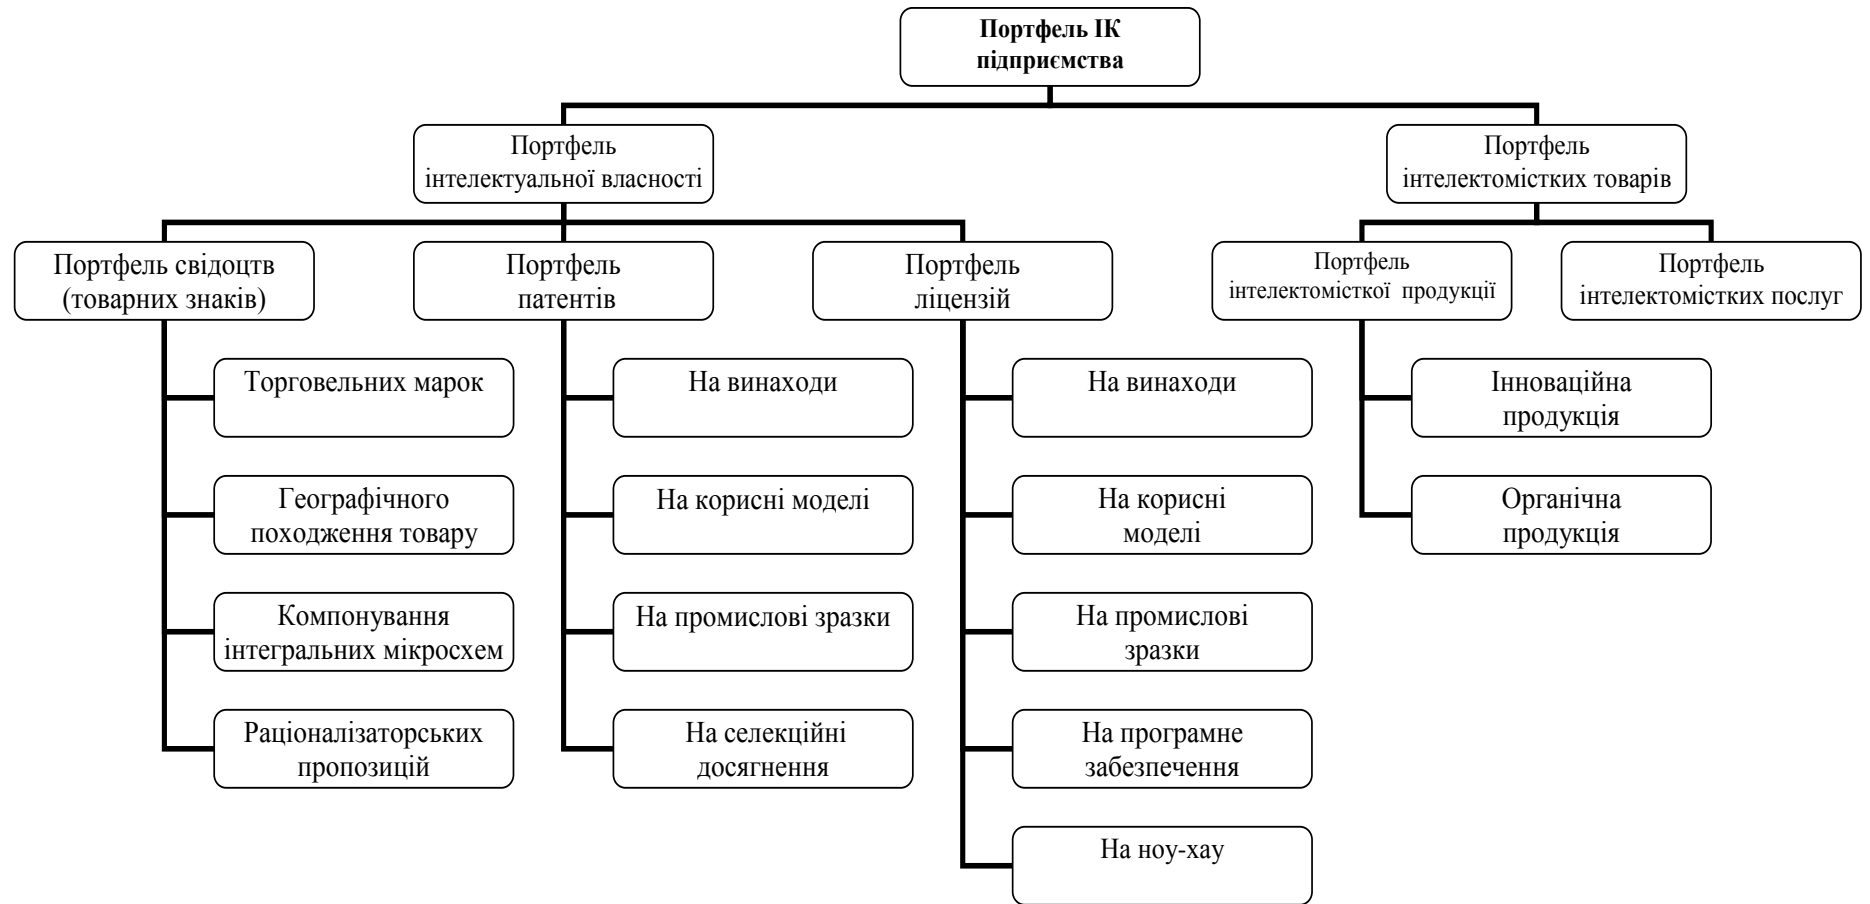 Портфель ІК
підприємства
Портфель
інтелектуальної власності
Портфель
інтелектомістких товарів
Портфель свідоцтв
(товарних знаків)
Портфель
патентів
Портфель
ліцензій
Портфель
інтелектомісткої продукції
Портфель
інтелектомістких послуг
Торговельних марок
Географічного
походження товару
Компонування
інтегральних мікросхем
Раціоналізаторських
пропозицій
На винаходи
На корисні моделі
На промислові зразки
На селекційні
досягнення
На винаходи
На корисні
моделі
На промислові
зразки
На програмне
забезпечення
На ноу-хау
Інноваційна
продукція
Органічна
продукція